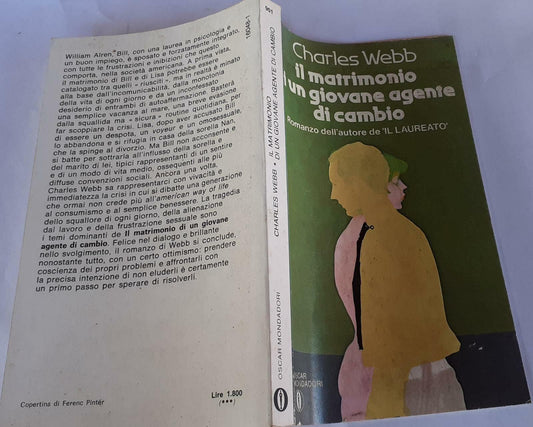 William Alren, Bill, con una laurea in psicologia e
un buon impiego, è sposato, e forzatamente integrato,
con tutte le frustrazioni e inibizioni che questo
comporta, nella società americana. A prima vista,
il matrimonio di Bill e di Lisa potrebbe essere
catalogato tra quelli « riusciti », ma in realtà è minato
alla base dall'incomunicabilità, dalla monotonia
della vita di ogni giorno e da un inconfessato
desiderio di entrambi di autoaffermazione. Basterà
una semplice vacanza al mare, una breve evasione
dalla squallida ma « sicura » routine quotidiana, per
far scoppiare la crisi. Lisa, dopo aver accusato Bill
di essere un despota, un voyeur e un omosessuale,
lo abbandona e si rifugia in casa della sorella Nan,
che la spinge al divorzio. Ma Bill non acconsente e
si batte per sottrarla all'influsso della sorella e
del marito di lei, tipici rappresentanti di un sentire
e di un modo di vita medio, ossequenti alle più
diffuse convenzioni sociali. Ancora una volta,
Charles Webb sa rappresentarci con vivacità e
immediatezza la crisi in cui si dibatte una generazione
che ormai non crede più all'american way of life
al consumismo e al semplice benessere. La tragedia
dello squallore di ogni giorno, della alienazione
dal lavoro e della frustrazione sessuale sono
i temi dominanti de Il matrimonio di un giovane
agente di cambio. Felice nel dialogo e brillante
nello svolgimento, il romanzo di Webb si conclude,
nonostante tutto, con un certo ottimismo: prendere
coscienza dei propri problemi e affrontarli con
la precisa intenzione di non eluderli è certamente
un primo passo per sperare di risolverli.
Copertina di Ferenc Pintér
Lire 1.800
(***)
16048-1
CHARLES WEBB • IL MATRIMONIO
DI UN GIOVANE AGENTE DI CAMBIO
OSCAR MONDADORI
Charles Webb
il matrimonio
di un giovane agente
di cambio
Romanzo dell'autore de 'IL LAUREATO'
OSCAR
MONDADORI